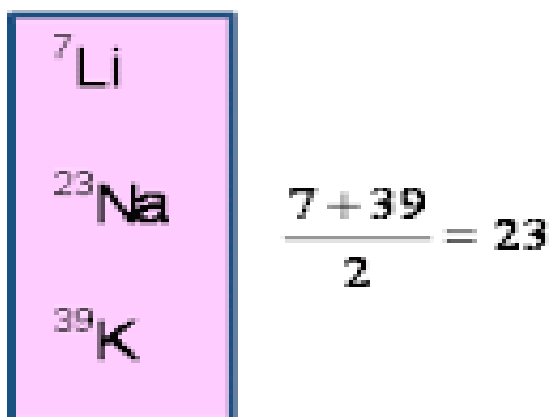 ⁷Li
²³Na
³⁹K
7 + 39
2
= 23